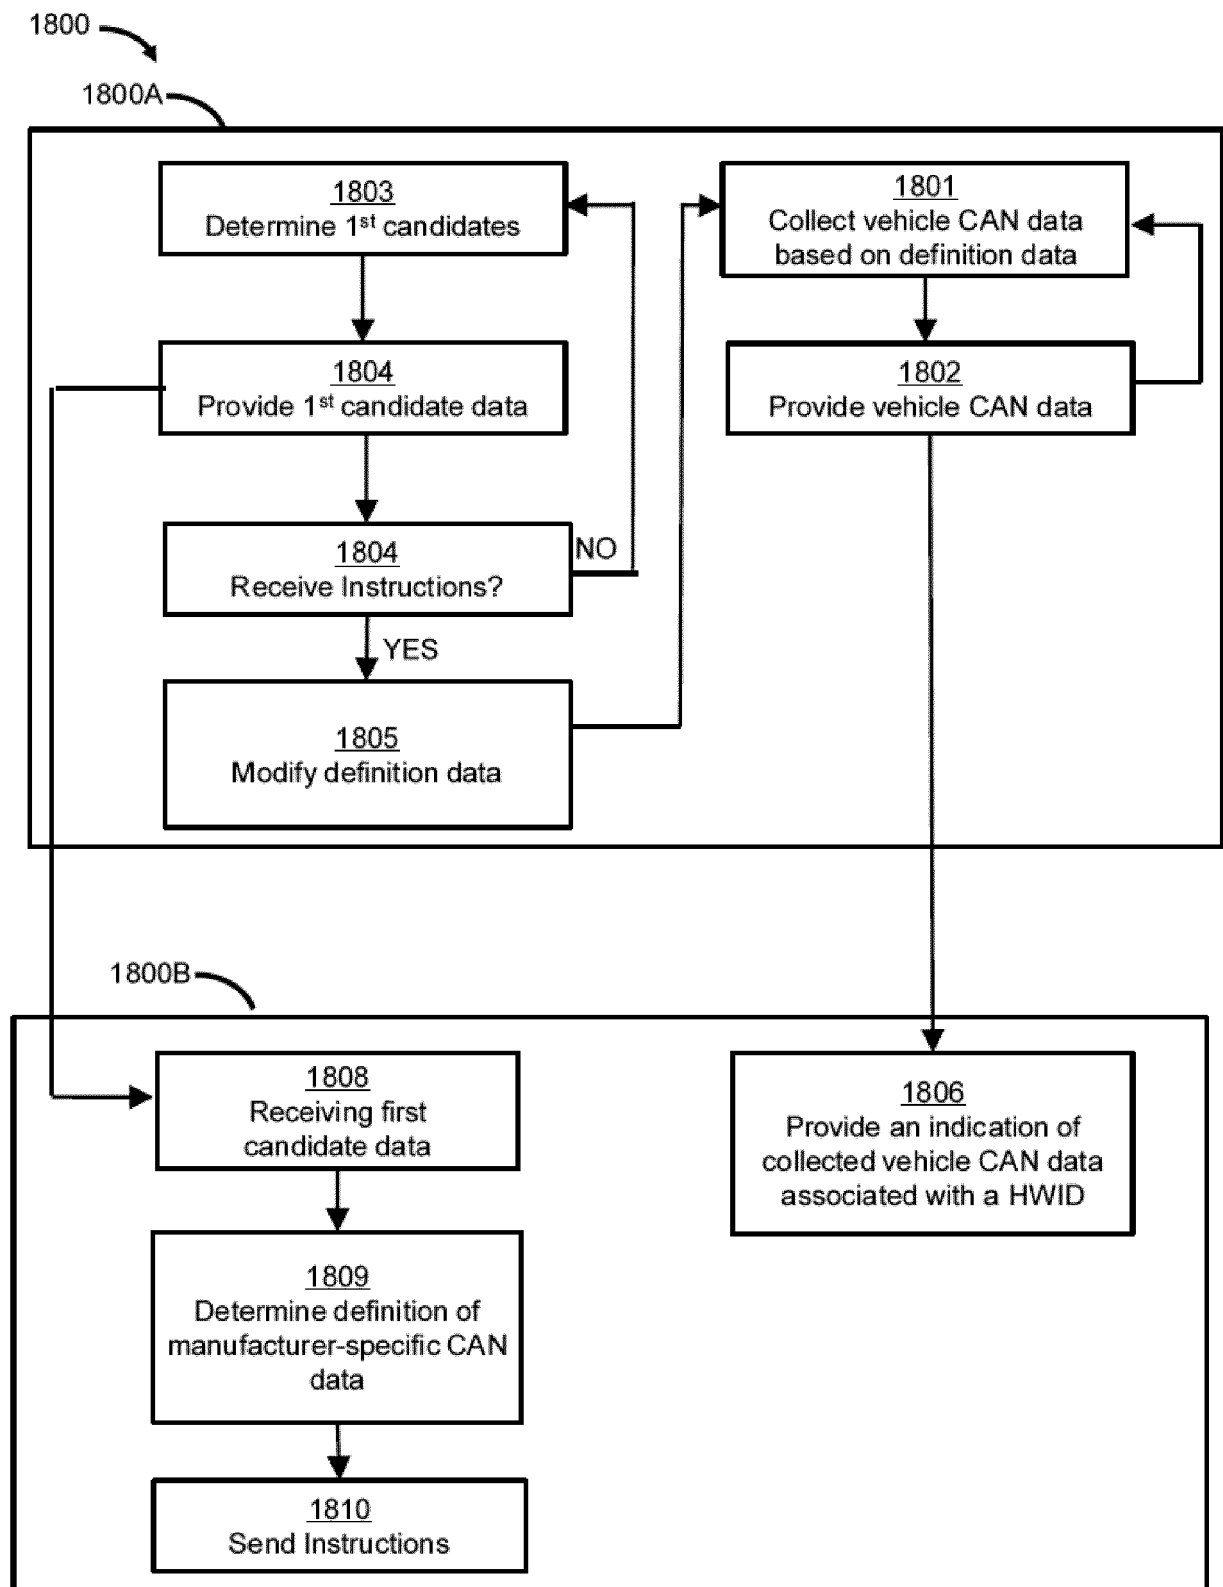 1800
1800A
1803
Determine 1st candidates
1804
Provide 1st candidate data
1804
Receive Instructions?
NO
YES
1805
Modify definition data
1801
Collect vehicle CAN data
based on definition data
1802
Provide vehicle CAN data
1800B
1808
Receiving first
candidate data
1809
Determine definition of
manufacturer-specific CAN
data
1810
Send Instructions
1806
Provide an indication of
collected vehicle CAN data
associated with a HWID